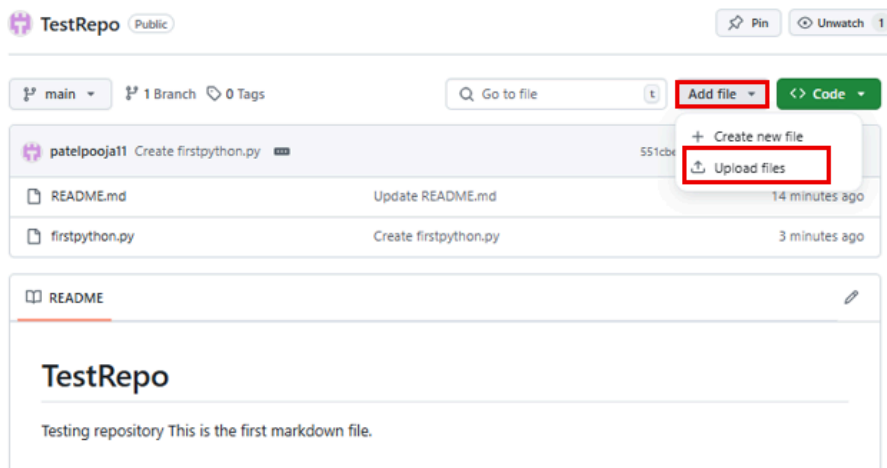 TestRepo Public Pin Unwatch 1
main 1 Branch 0 Tags Go to file t Add file Code
Create new file
patelpooja11 Create firstpython.py 551cbe
Upload files
README.md Update README.md 14 minutes ago
firstpython.py Create firstpython.py 3 minutes ago
README
TestRepo
Testing repository This is the first markdown file.